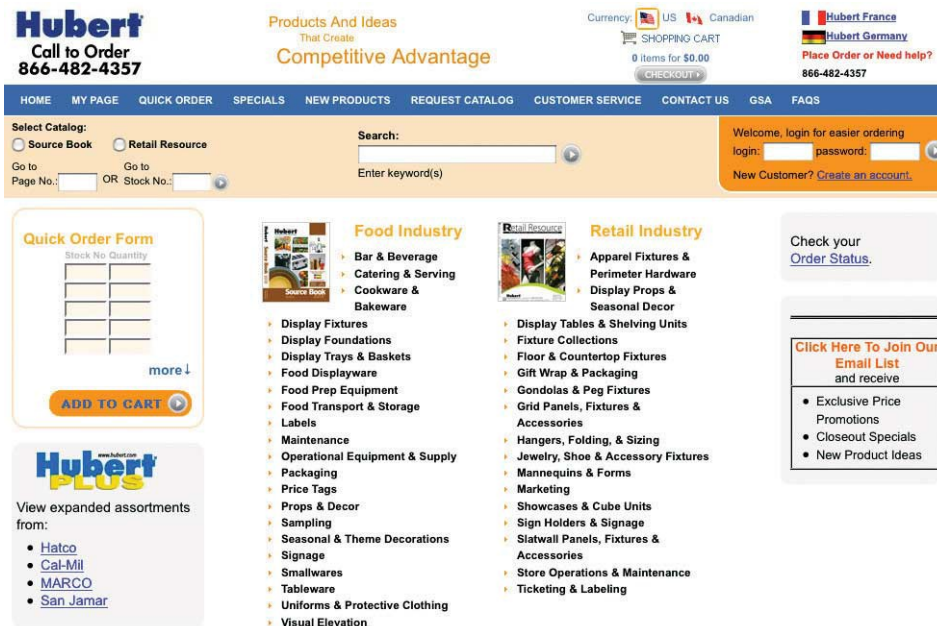 Hubert
Call to Order
866-482-4357
Products And Ideas
That Create
Competitive Advantage
Currency: US Canadian
SHOPPING CART
0 items for $0.00
CHECKOUT
Hubert France
Hubert Germany
Place Order or Need help?
866-482-4357
HOME MY PAGE QUICK ORDER SPECIALS NEW PRODUCTS REQUEST CATALOG CUSTOMER SERVICE CONTACT US GSA FAQS
Select Catalog:
Source Book Retail Resource
Go to
Page No.: OR Go to
Stock No.:
Search:
Enter keyword(s)
Welcome, login for easier ordering
login: password:
New Customer? Create an account.
Quick Order Form
Stock No Quantity
more↓
ADD TO CART
www.hubert.com
Hubert
PLUS
View expanded assortments
from:
• Hatco
• Cal-Mil
• MARCO
• San Jamar
Hubert
Source Book
Food Industry
Bar & Beverage
Catering & Serving
Cookware &
Bakeware
Display Fixtures
Display Foundations
Display Trays & Baskets
Food Displayware
Food Prep Equipment
Food Transport & Storage
Labels
Maintenance
Operational Equipment & Supply
Packaging
Price Tags
Props & Decor
Sampling
Seasonal & Theme Decorations
Signage
Smallwares
Tableware
Uniforms & Protective Clothing
Visual Elevation
Retail Resource
Hubert
Retail Industry
Apparel Fixtures &
Perimeter Hardware
Display Props &
Seasonal Decor
Display Tables & Shelving Units
Fixture Collections
Floor & Countertop Fixtures
Gift Wrap & Packaging
Gondolas & Peg Fixtures
Grid Panels, Fixtures &
Accessories
Hangers, Folding, & Sizing
Jewelry, Shoe & Accessory Fixtures
Mannequins & Forms
Marketing
Showcases & Cube Units
Sign Holders & Signage
Slatwall Panels, Fixtures &
Accessories
Store Operations & Maintenance
Ticketing & Labeling
Check your
Order Status.
Click Here To Join Our
Email List
and receive
• Exclusive Price
Promotions
• Closeout Specials
• New Product Ideas